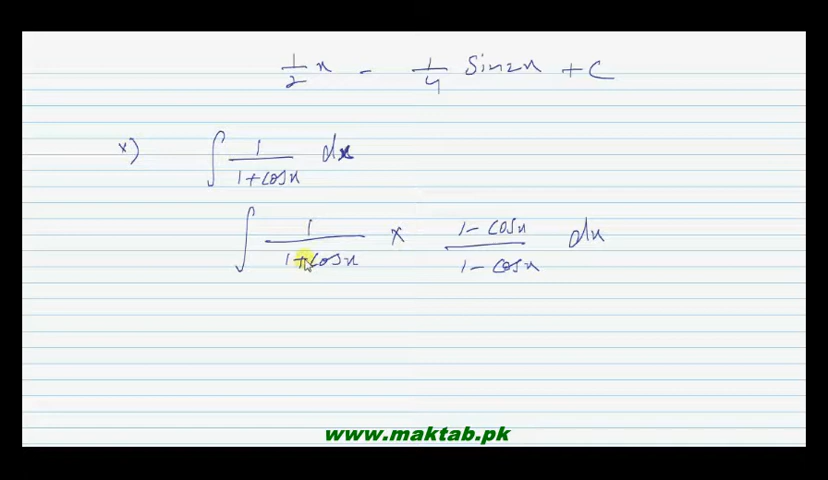 1/2 x - 1/4 Sin2x + C
x) ∫ 1/(1+cosx) dx
∫ 1/(1+cosx) × (1-cosx)/(1-cosx) dx
www.maktab.pk